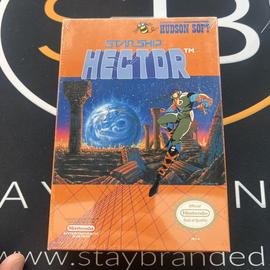 HUDSON SOFT
STARSHIP
HECTOR™
Nintendo
Official
Nintendo
Seal of Quality
www.staybranded.c